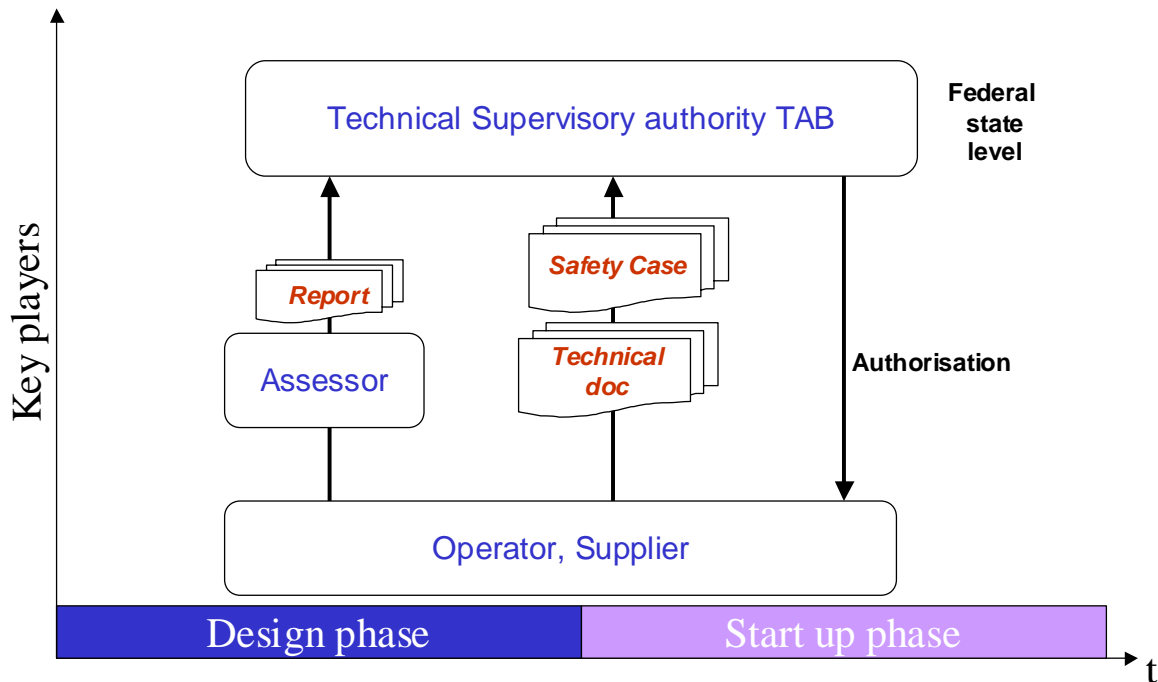 Technical Supervisory authority TAB
Federal
state
level
Key players
Safety Case
Report
Technical
doc
Assessor
Authorisation
Operator, Supplier
Design phase
Start up phase
t